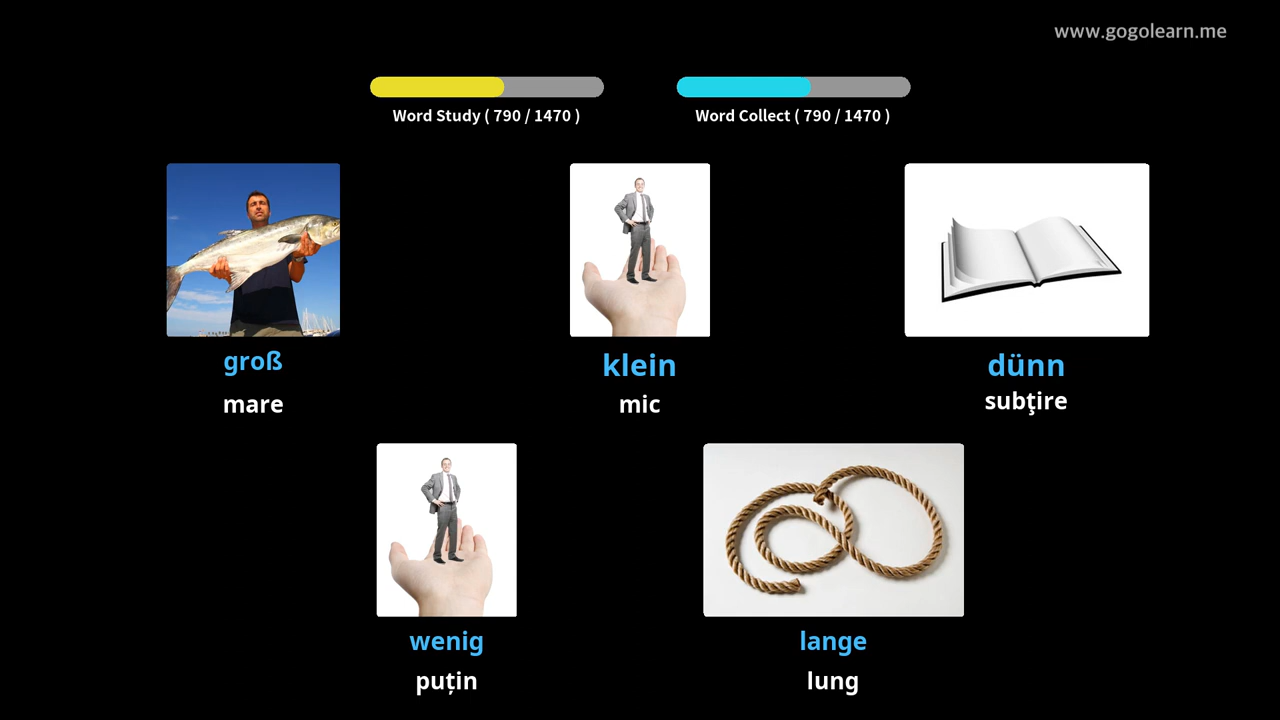 www.gogolearn.me
Word Study ( 790 / 1470 )
Word Collect ( 790 / 1470 )
groß
mare
klein
mic
dünn
subţire
wenig
puțin
lange
lung